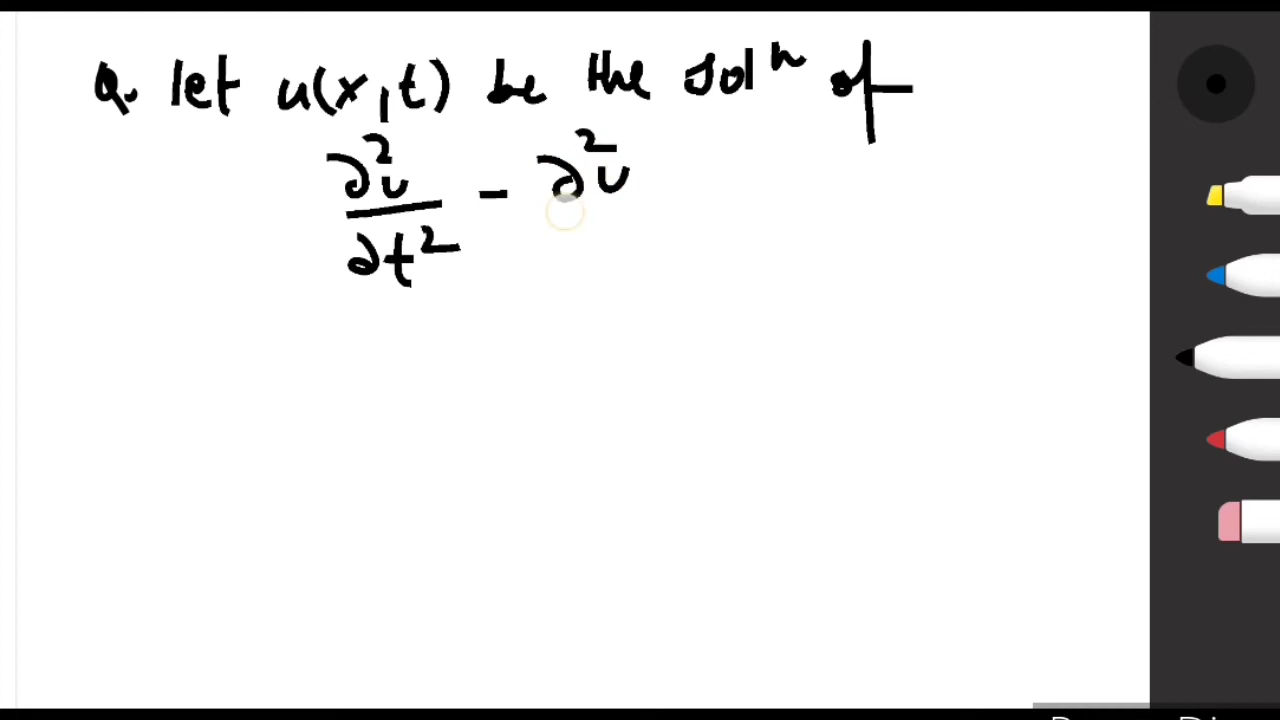 Q. let u(x,t) be the solⁿ of
∂²u/∂t² - ∂²u